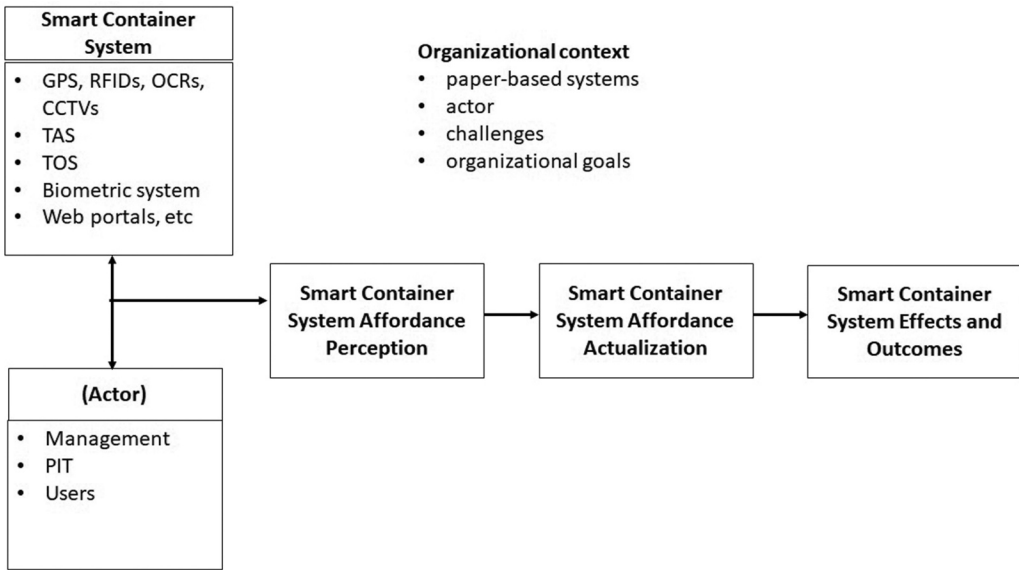 Smart Container
System
• GPS, RFIDs, OCRs,
CCTVs
• TAS
• TOS
• Biometric system
• Web portals, etc
Organizational context
• paper-based systems
• actor
• challenges
• organizational goals
Smart Container
System Affordance
Perception
Smart Container
System Affordance
Actualization
Smart Container
System Effects and
Outcomes
(Actor)
• Management
• PIT
• Users